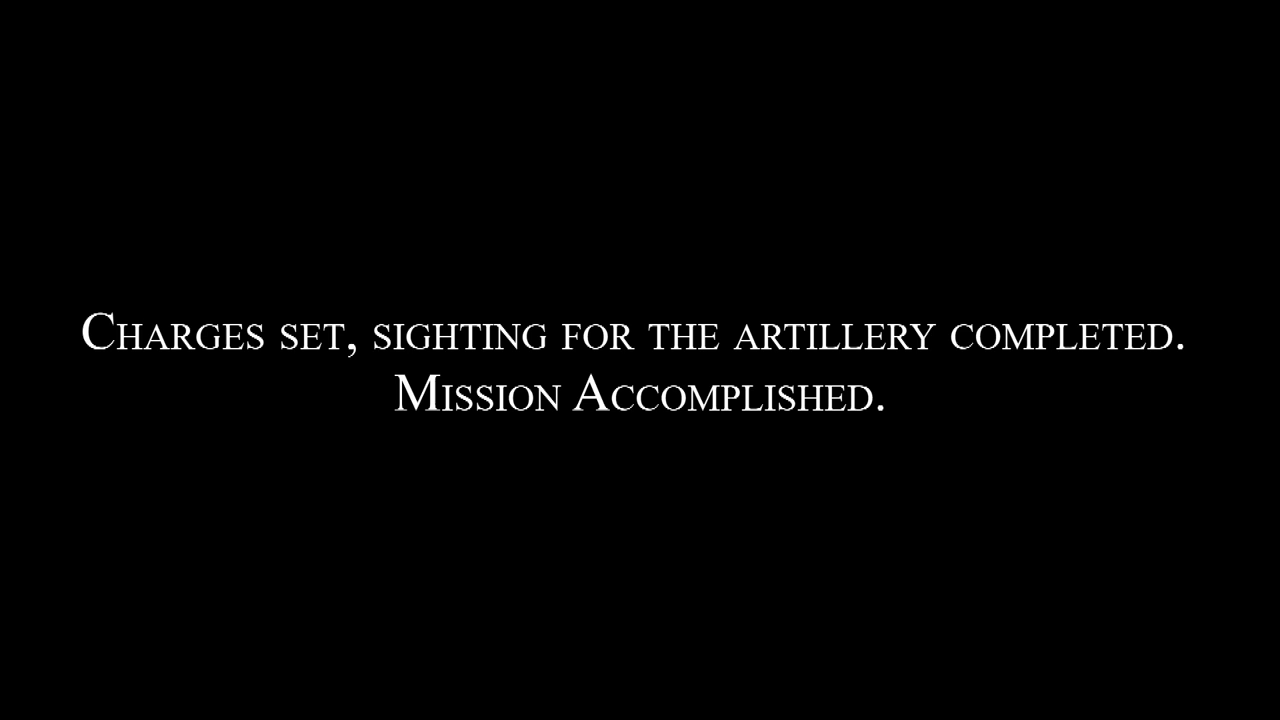 Charges set, sighting for the artillery completed.
Mission Accomplished.